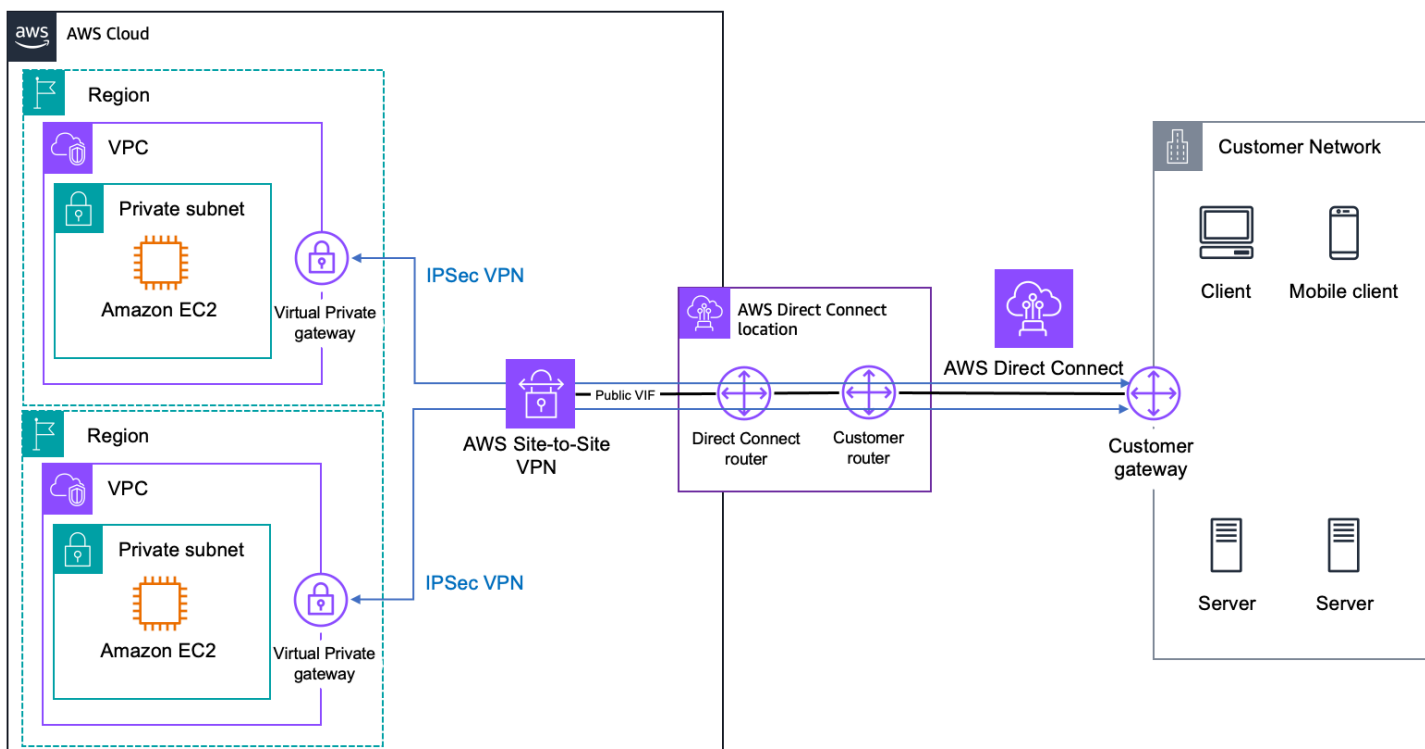 aws
AWS Cloud
Region
VPC
Private subnet
Amazon EC2
Virtual Private
gateway
IPSec VPN
Region
VPC
Private subnet
Amazon EC2
Virtual Private
gateway
IPSec VPN
AWS Site-to-Site
VPN
Public VIF
AWS Direct Connect
location
Direct Connect
router
Customer
router
AWS Direct Connect
Customer
gateway
Customer Network
Client
Mobile client
Server
Server